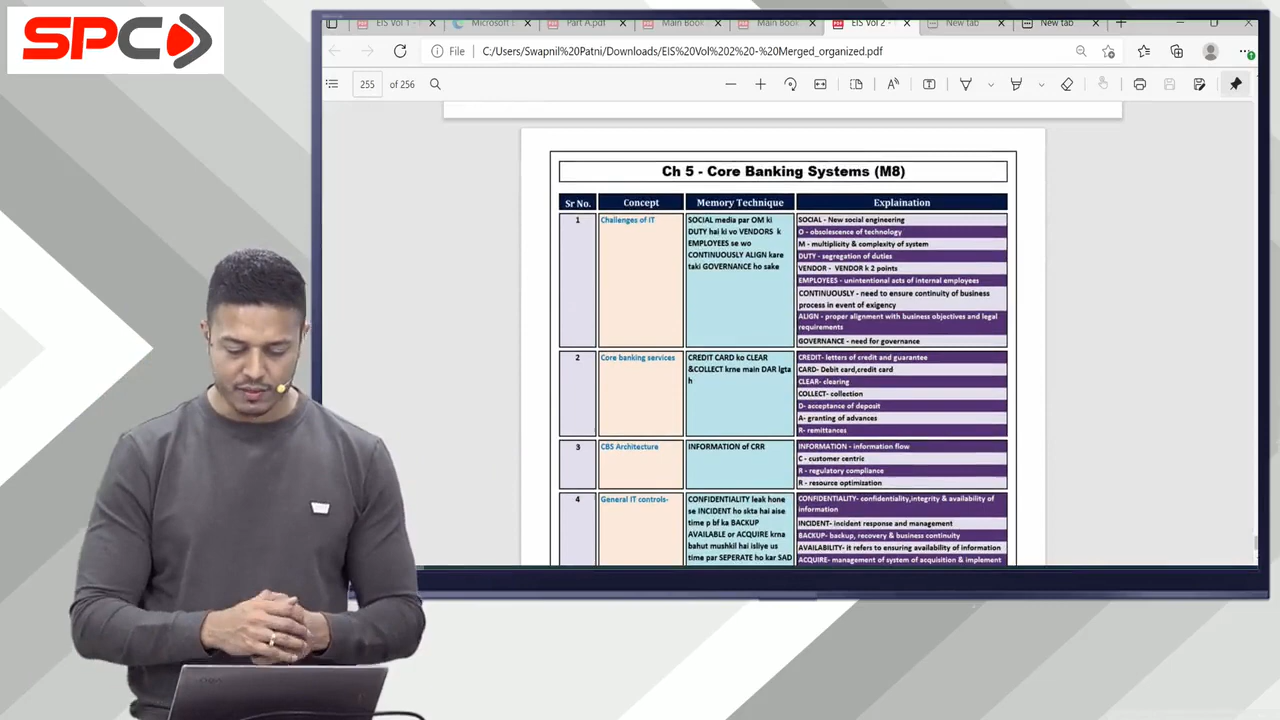 SPC
EIS Vol 1 -
Microsoft
Part A.pdf
Main Book
Main Book
EIS Vol 2 -
New tab
New tab
File
C:/Users/Swapnil%20Patni/Downloads/EIS%20Vol%202%20-%20Merged_organized.pdf
255 of 256
Ch 5 - Core Banking Systems (M8)
Sr No. Concept Memory Technique Explaination
1 Challenges of IT
SOCIAL media par OM ki
DUTY hai ki vo VENDORS k
EMPLOYEES se wo
CONTINUOUSLY ALIGN kare
taki GOVERNANCE ho sake
SOCIAL - New social engineering
O - obsolescence of technology
M - multiplicity & complexity of system
DUTY - segregation of duties
VENDOR - VENDOR k 2 points
EMPLOYEES - unintentional acts of internal employees
CONTINUOUSLY - need to ensure continuity of business
process in event of exigency
ALIGN - proper alignment with business objectives and legal
requirements
GOVERNANCE - need for governance
2 Core banking services
CREDIT CARD ko CLEAR
&COLLECT krne main DAR lgta
h
CREDIT- letters of credit and guarantee
CARD- Debit card,credit card
CLEAR- clearing
COLLECT- collection
D- acceptance of deposit
A- granting of advances
R- remittances
3 CBS Architecture
INFORMATION of CRR
INFORMATION - information flow
C - customer centric
R - regulatory compliance
R - resource optimization
4 General IT controls-
CONFIDENTIALITY leak hone
se INCIDENT ho skta hai aise
time p bf ka BACKUP
AVAILABLE or ACQUIRE krna
bahut mushkil hai isliye us
time par SEPERATE ho kar SAD
CONFIDENTIALITY- confidentiality,integrity & availability of
information
INCIDENT- incident response and management
BACKUP- backup, recovery & business continuity
AVAILABILITY- it refers to ensuring availability of information
ACQUIRE- management of system of acquisition & implement